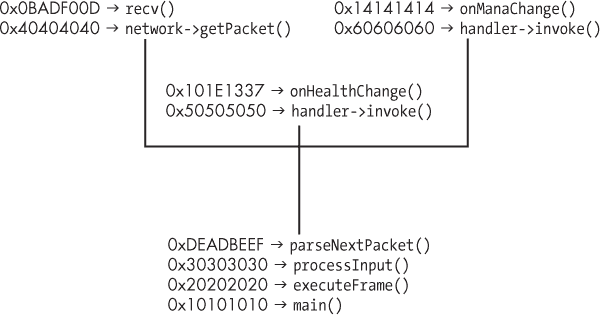 0x0BADF00D → recv()
0x40404040 → network->getPacket()
0x14141414 → onManaChange()
0x60606060 → handler->invoke()
0x101E1337 → onHealthChange()
0x50505050 → handler->invoke()
0xDEADBEEF → parseNextPacket()
0x30303030 → processInput()
0x20202020 → executeFrame()
0x10101010 → main()